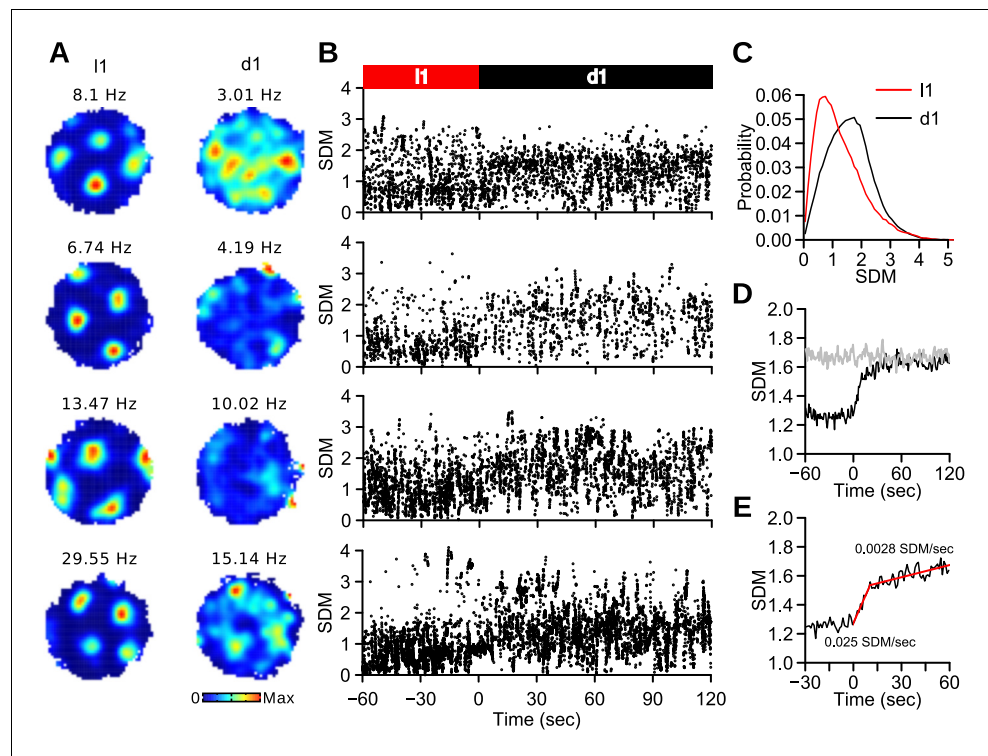 A
l1
d1
8.1 Hz
3.01 Hz
6.74 Hz
4.19 Hz
13.47 Hz
10.02 Hz
29.55 Hz
15.14 Hz
0 Max
B
l1 d1
SDM
4
3
2
1
0
SDM
4
3
2
1
0
SDM
4
3
2
1
0
SDM
4
3
2
1
0
-60 -30 0 30 60 90 120
Time (sec)
C
l1
d1
Probability
0.06
0.05
0.04
0.03
0.02
0.01
0.00
0 1 2 3 4 5
SDM
D
SDM
2.0
1.8
1.6
1.4
1.2
1.0
−60 0 60 120
Time (sec)
E
SDM
2.0
1.8
1.6
1.4
1.2
1.0
0.0028 SDM/sec
0.025 SDM/sec
−30 0 30 60
Time (sec)